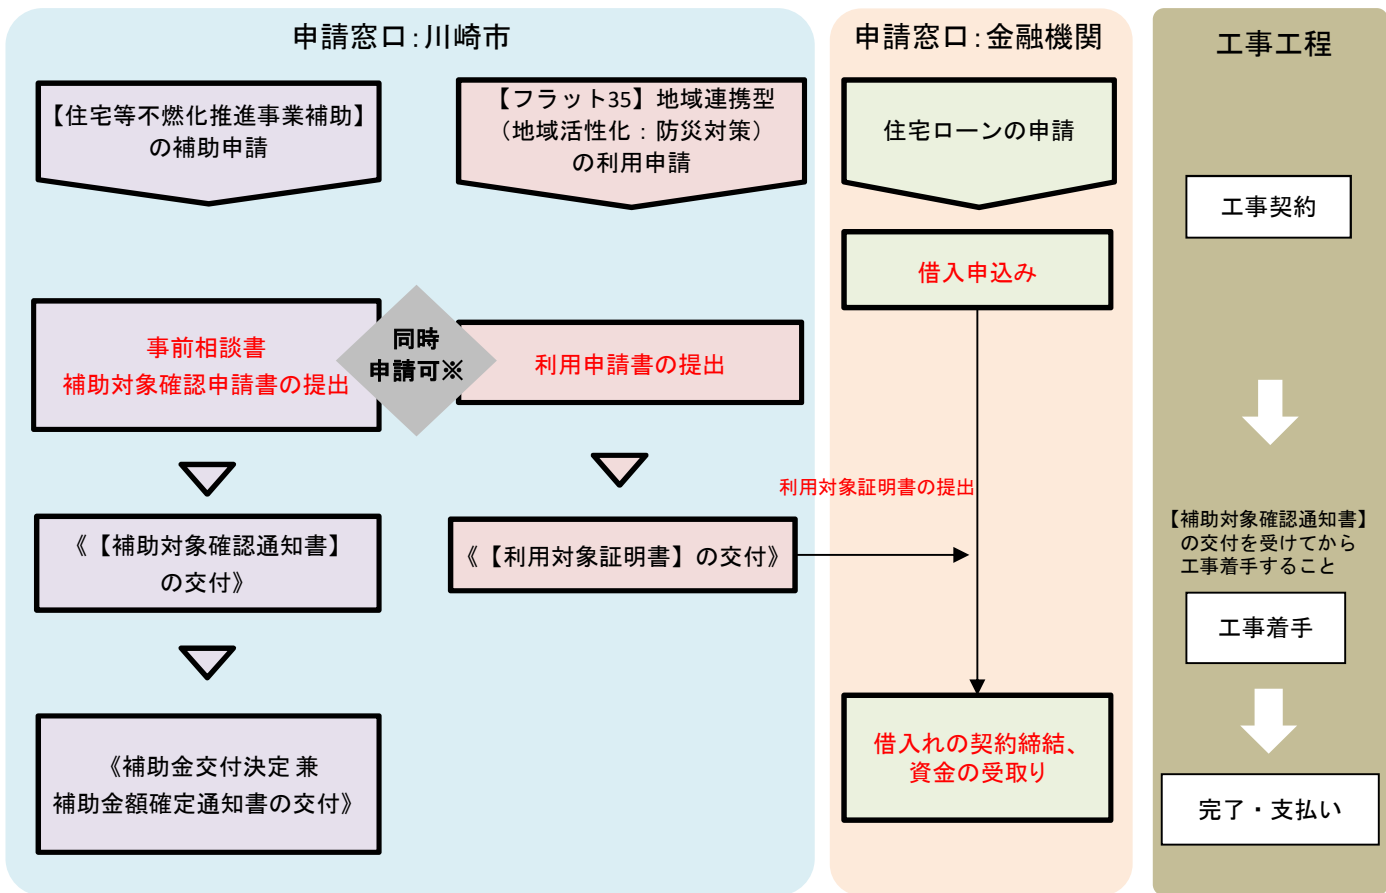 申請窓口：川崎市
【住宅等不燃化推進事業補助】
の補助申請
【フラット35】地域連携型
（地域活性化：防災対策）
の利用申請
事前相談書
補助対象確認申請書の提出
同時
申請可※
利用申請書の提出
《【補助対象確認通知書】
の交付》
《【利用対象証明書】の交付》
《補助金交付決定 兼
補助金額確定通知書の交付》
申請窓口：金融機関
住宅ローンの申請
借入申込み
利用対象証明書の提出
借入れの契約締結、
資金の受取り
工事工程
工事契約
【補助対象確認通知書】
の交付を受けてから
工事着手すること
工事着手
完了・支払い